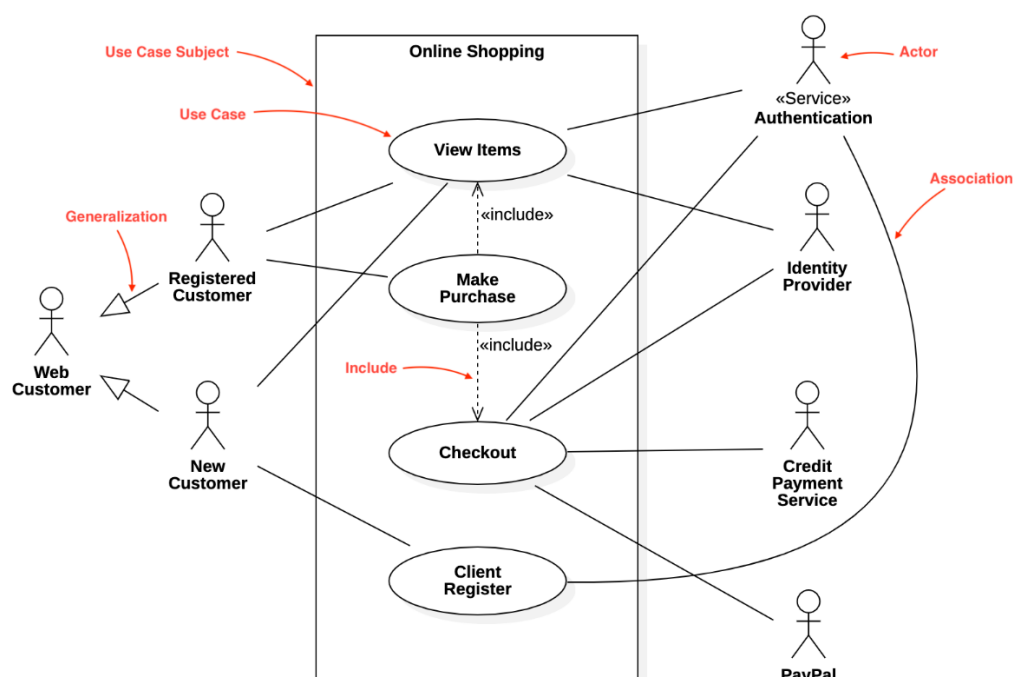 Use Case Subject
Online Shopping
Actor
«Service»
Authentication
Use Case
View Items
Association
Generalization
«include»
Registered
Customer
Make
Purchase
Identity
Provider
«include»
Include
Web
Customer
Checkout
New
Customer
Credit
Payment
Service
Client
Register
PayPal